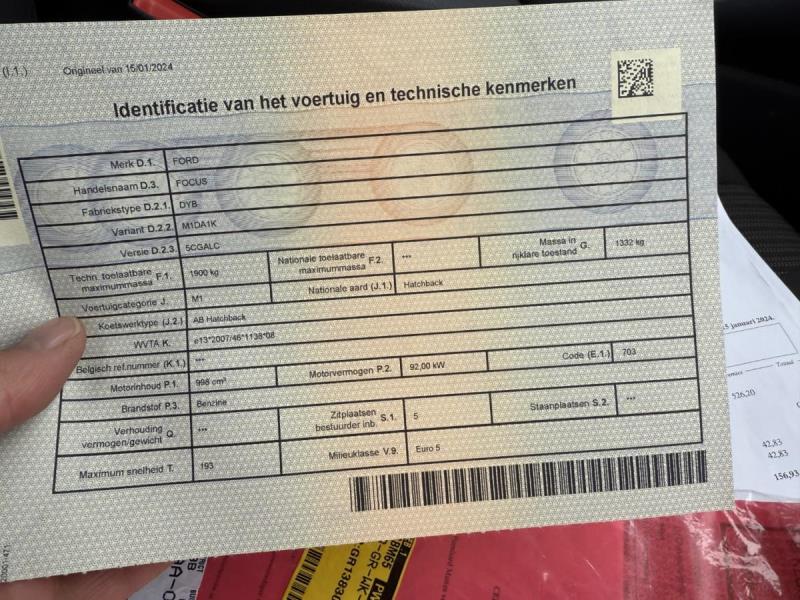 (I.1.) Origineel van 15/01/2024
Identificatie van het voertuig en technische kenmerken
Merk D.1. FORD
Handelsnaam D.3. FOCUS
Fabriekstype D.2.1. DYB
Variant D.2.2. M1DA1K
Versie D.2.3. 5CGALC
Techn. toelaatbare maximummassa F.1. 1900 kg
Nationale toelaatbare maximummassa F.2. ***
Massa in rijklare toestand G. 1332 kg
Voertuigcategorie J. M1
Nationale aard (J.1.) Hatchback
Koetswerktype (J.2.) AB Hatchback
WVTA K. e13*2007/46*1138*08
Belgisch ref.nummer (K.1.) ***
Motorinhoud P.1. 998 cm³
Motorvermogen P.2. 92,00 kW
Code (E.1.) 703
Brandstof P.3. Benzine
Verhouding vermogen/gewicht Q. ***
Zitplaatsen bestuurder inb. S.1. 5
Staanplaatsen S.2. ***
Maximum snelheid T. 193
Milieuklasse V.9. Euro 5
januari 2024.
526,20
42,83
42,83
156,93